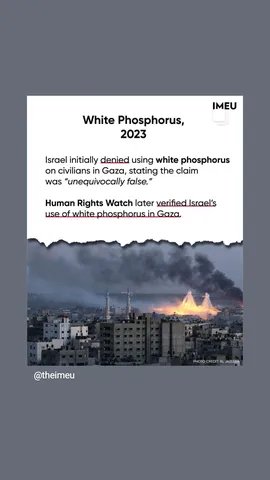 IMEU
White Phosphorus,
2023
Israel initially denied using white phosphorus
on civilians in Gaza, stating the claim
was “unequivocally false.”
Human Rights Watch later verified Israel’s
use of white phosphorus in Gaza.
@theimeu